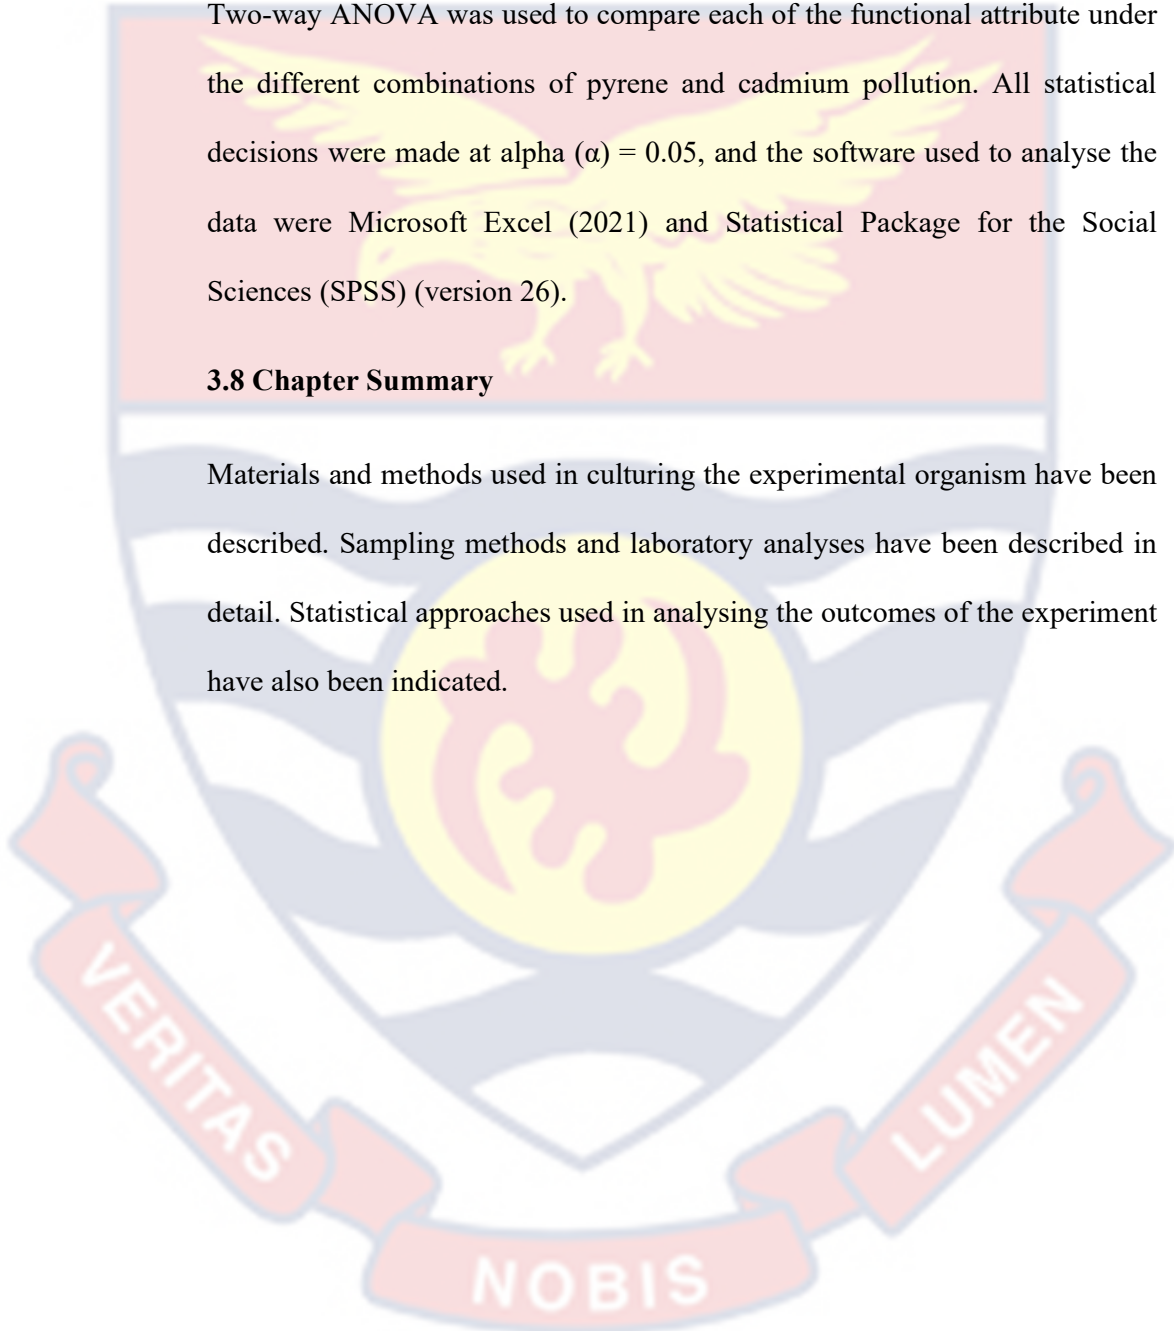 Two-way ANOVA was used to compare each of the functional attribute under
the different combinations of pyrene and cadmium pollution. All statistical
decisions were made at alpha (α) = 0.05, and the software used to analyse the
data were Microsoft Excel (2021) and Statistical Package for the Social
Sciences (SPSS) (version 26).
3.8 Chapter Summary
Materials and methods used in culturing the experimental organism have been
described. Sampling methods and laboratory analyses have been described in
detail. Statistical approaches used in analysing the outcomes of the experiment
have also been indicated.
VERITAS
NOBIS
LUMEN